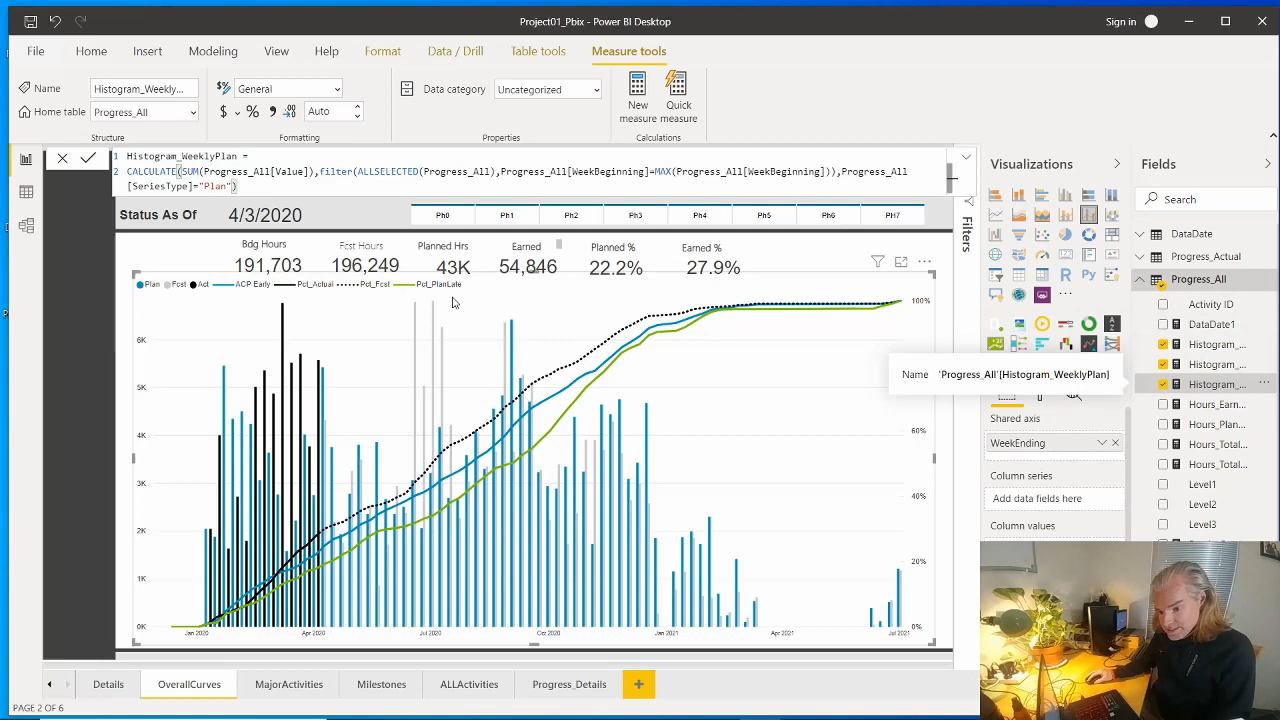 Project01_Pbix - Power BI Desktop
Sign in
File Home Insert Modeling View Help Format Data / Drill Table tools Measure tools
Name Histogram_Weekly...
Home table Progress_All
Structure
General
$ % Auto
Formatting
Data category Uncategorized
Properties
New measure
Quick measure
Calculations
1 Histogram_WeeklyPlan =
2 CALCULATE(SUM(Progress_All[Value]),filter(ALLSELECTED(Progress_All),Progress_All[WeekBeginning]=MAX(Progress_All[WeekBeginning])),Progress_All
[SeriesType]="Plan")
Status As Of 4/3/2020
Ph0 Ph1 Ph2 Ph3 Ph4 Ph5 Ph6 PH7
Bdg Hours Fcst Hours Planned Hrs Earned Planned % Earned %
191,703 196,249 43K 54,846 22.2% 27.9%
Plan Fcst Act ACP Early Pct_Actual Pct_Fcst Pct_PlanLate
100%
6K
5K
4K 60%
3K
40%
2K
20%
1K
0K 0%
Jan 2020 Apr 2020 Jul 2020 Oct 2020 Jan 2021 Apr 2021 Jul 2021
Filters
Visualizations
R Py
Name 'Progress_All'[Histogram_WeeklyPlan]
Shared axis
WeekEnding
Column series
Add data fields here
Column values
Fields
Search
DataDate
Progress_Actual
Progress_All
Activity ID
DataDate1
Histogram_...
Histogram_...
Histogram_...
Hours_Earn...
Hours_Plan...
Hours_Total...
Hours_Total...
Level1
Level2
Level3
Details OverallCurves MajorActivities Milestones ALLActivities Progress_Details
PAGE 2 OF 6